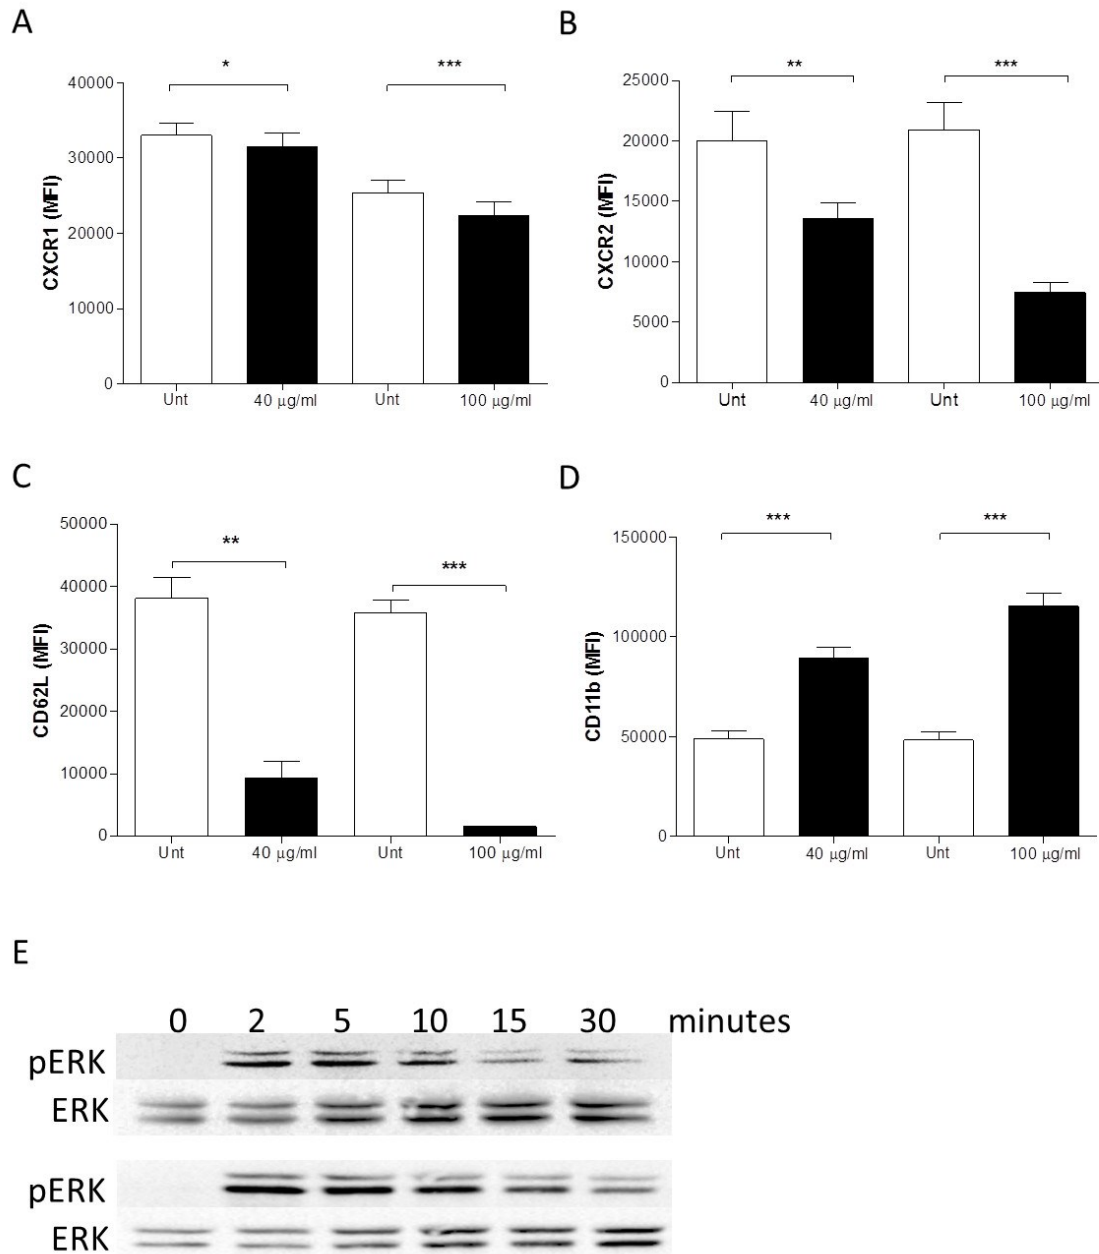 A
40000
30000
20000
10000
0
CXCR1 (MFI)
* ***
Unt 40 µg/ml Unt 100 µg/ml
B
25000
20000
15000
10000
5000
0
CXCR2 (MFI)
** ***
Unt 40 µg/ml Unt 100 µg/ml
C
50000
40000
30000
20000
10000
0
CD62L (MFI)
** ***
Unt 40 µg/ml Unt 100 µg/ml
D
150000
100000
50000
0
CD11b (MFI)
*** ***
Unt 40 µg/ml Unt 100 µg/ml
E
0 2 5 10 15 30 minutes
pERK
ERK
pERK
ERK